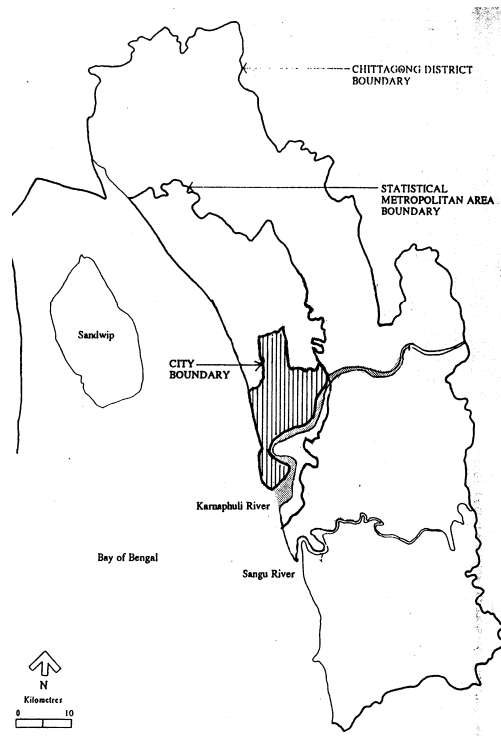 CHITTAGONG DISTRICT
BOUNDARY
STATISTICAL
METROPOLITAN AREA
BOUNDARY
Sandwip
CITY
BOUNDARY
Karnaphuli River
Bay of Bengal
Sangu River
N
Kilometres
0 10